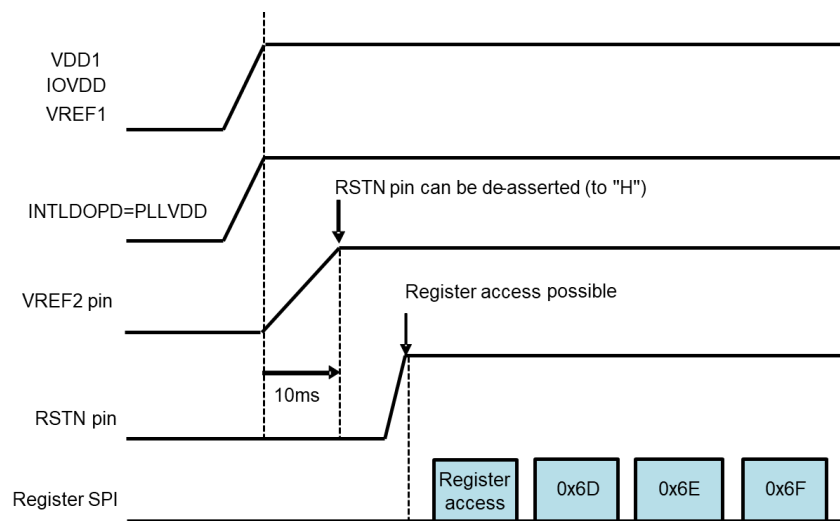 VDD1
IOVDD
VREF1
RSTN pin can be de-asserted (to "H")
INTLDOPD=PLLVDD
VREF2 pin
Register access possible
10ms
RSTN pin
Register SPI
Register
access
0x6D
0x6E
0x6F